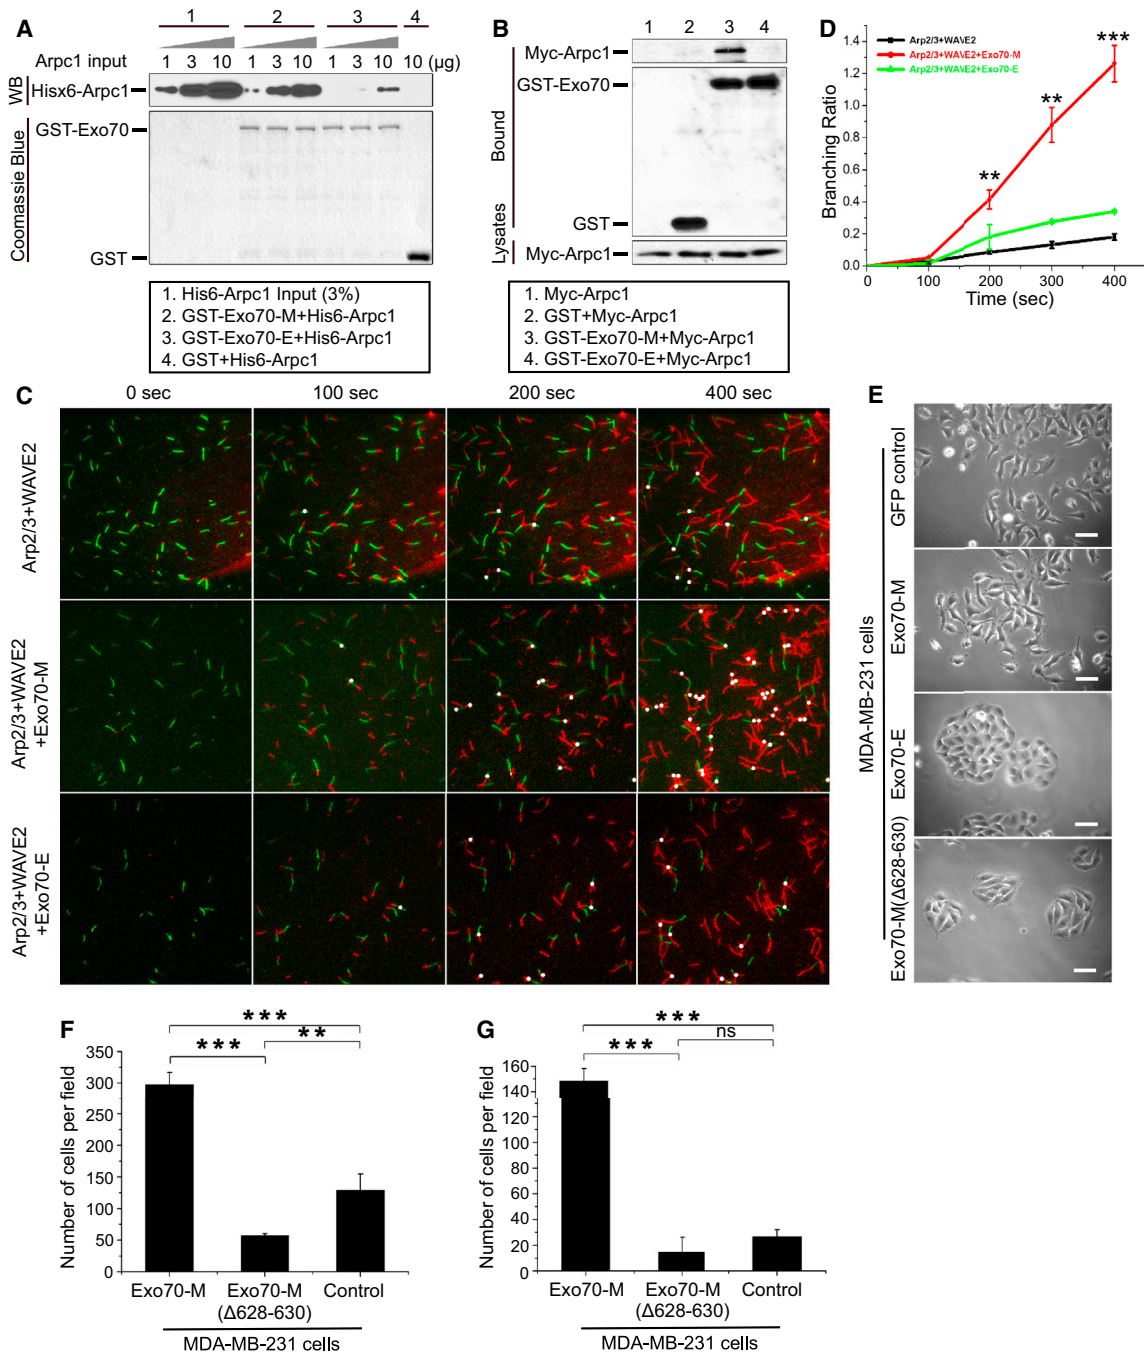 A
1 2 3 4
Arpc1 input 1 3 10 1 3 10 1 3 10 10 (µg)
WB
Hisx6-Arpc1
Coomassie Blue
GST-Exo70
GST
1. His6-Arpc1 Input (3%)
2. GST-Exo70-M+His6-Arpc1
3. GST-Exo70-E+His6-Arpc1
4. GST+His6-Arpc1
B
1 2 3 4
Myc-Arpc1
GST-Exo70
Bound
GST
Lysates
Myc-Arpc1
1. Myc-Arpc1
2. GST+Myc-Arpc1
3. GST-Exo70-M+Myc-Arpc1
4. GST-Exo70-E+Myc-Arpc1
D
Arp2/3+WAVE2
Arp2/3+WAVE2+Exo70-M
Arp2/3+WAVE2+Exo70-E
Branching Ratio
1.4
1.2
1.0
0.8
0.6
0.4
0.2
0.0
** ** ***
0 100 200 300 400
Time (sec)
C
0 sec 100 sec 200 sec 400 sec
Arp2/3+WAVE2
Arp2/3+WAVE2
+Exo70-M
Arp2/3+WAVE2
+Exo70-E
E
MDA-MB-231 cells
GFP control
Exo70-M
Exo70-E
Exo70-M(Δ628-630)
F
Number of cells per field
350
300
250
200
150
100
50
0
***
*** **
Exo70-M Exo70-M Control
(Δ628-630)
MDA-MB-231 cells
G
Number of cells per field
160
140
120
100
80
60
40
20
0
***
*** ns
Exo70-M Exo70-M Control
(Δ628-630)
MDA-MB-231 cells